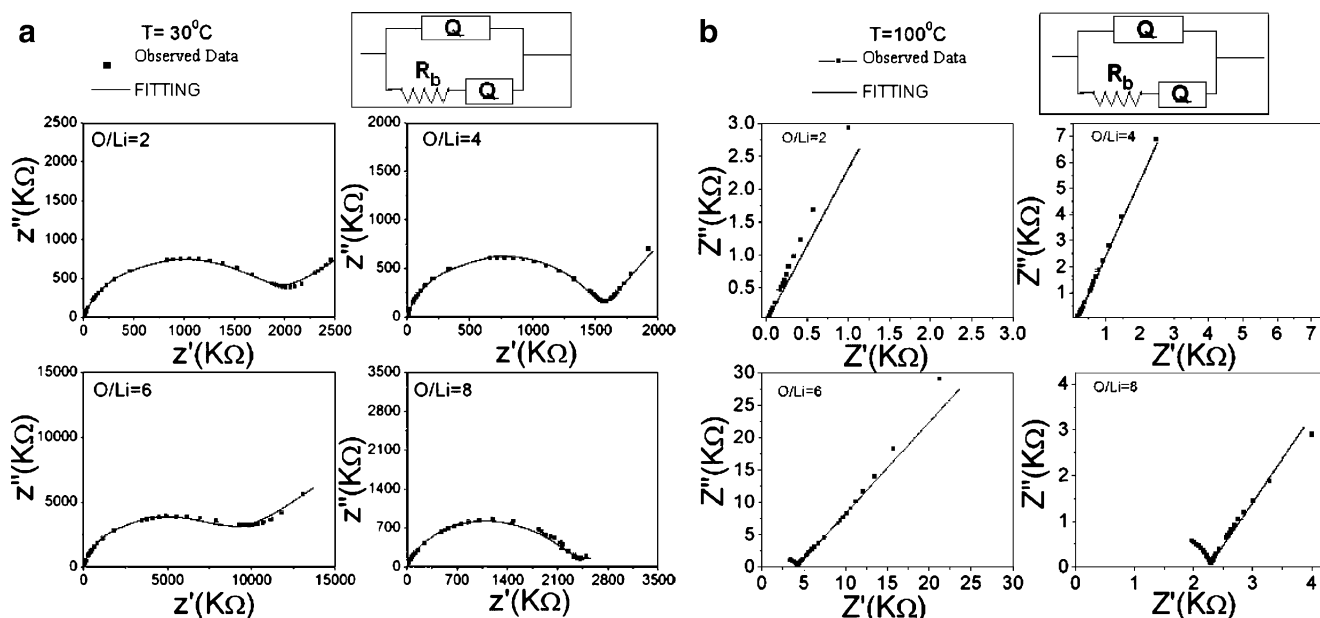 a
T= 30⁰C
Observed Data
FITTING
Q
R_b
Q
O/Li=2
2500
2000
1500
1000
500
0
z''(KΩ)
0 500 1000 1500 2000 2500
z'(KΩ)
O/Li=4
2000
1500
1000
500
0
z''(KΩ)
0 500 1000 1500 2000
z'(KΩ)
O/Li=6
15000
10000
5000
0
z''(KΩ)
0 5000 10000 15000
z'(KΩ)
O/Li=8
3500
2800
2100
1400
700
0
z''(KΩ)
0 700 1400 2100 2800 3500
z'(KΩ)
b
T=100⁰C
Observed Data
FITTING
Q
R_b
Q
O/Li=2
3.0
2.5
2.0
1.5
1.0
0.5
Z''(KΩ)
0.0 0.5 1.0 1.5 2.0 2.5 3.0
Z'(KΩ)
O/Li=4
7
6
5
4
3
2
1
Z''(KΩ)
1 2 3 4 5 6 7
Z'(KΩ)
O/Li=6
30
25
20
15
10
5
0
Z''(KΩ)
0 5 10 15 20 25 30
Z'(KΩ)
O/Li=8
4
3
2
1
0
Z''(KΩ)
0 1 2 3 4
Z'(KΩ)